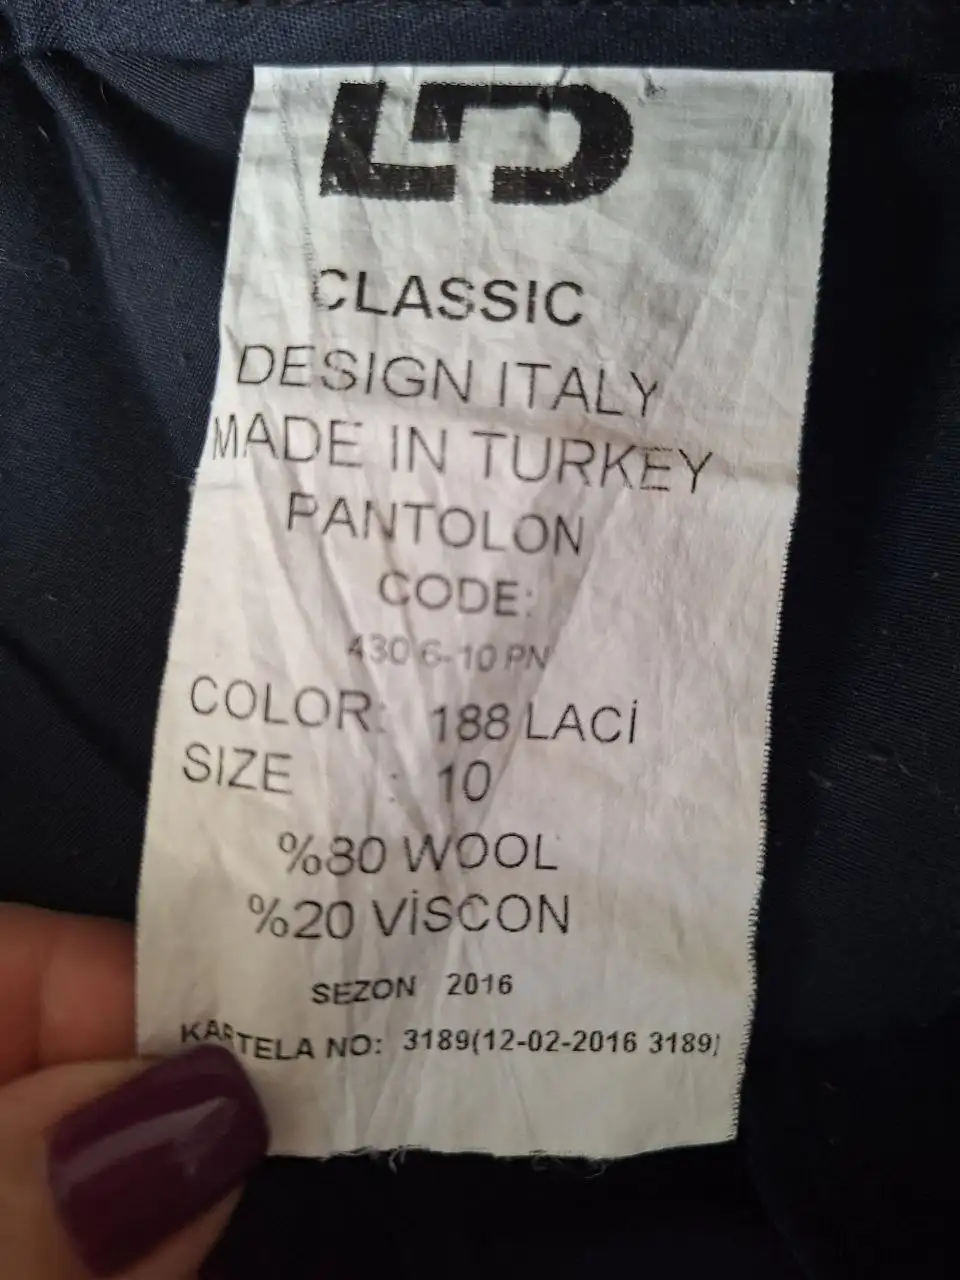 LD
CLASSIC
DESIGN ITALY
MADE IN TURKEY
PANTOLON
CODE:
430 6-10 PN
COLOR: 188 LACİ
SIZE : 10
%80 WOOL
%20 VİSCON
SEZON 2016
KARTELA NO: 3189(12-02-2016 3189)